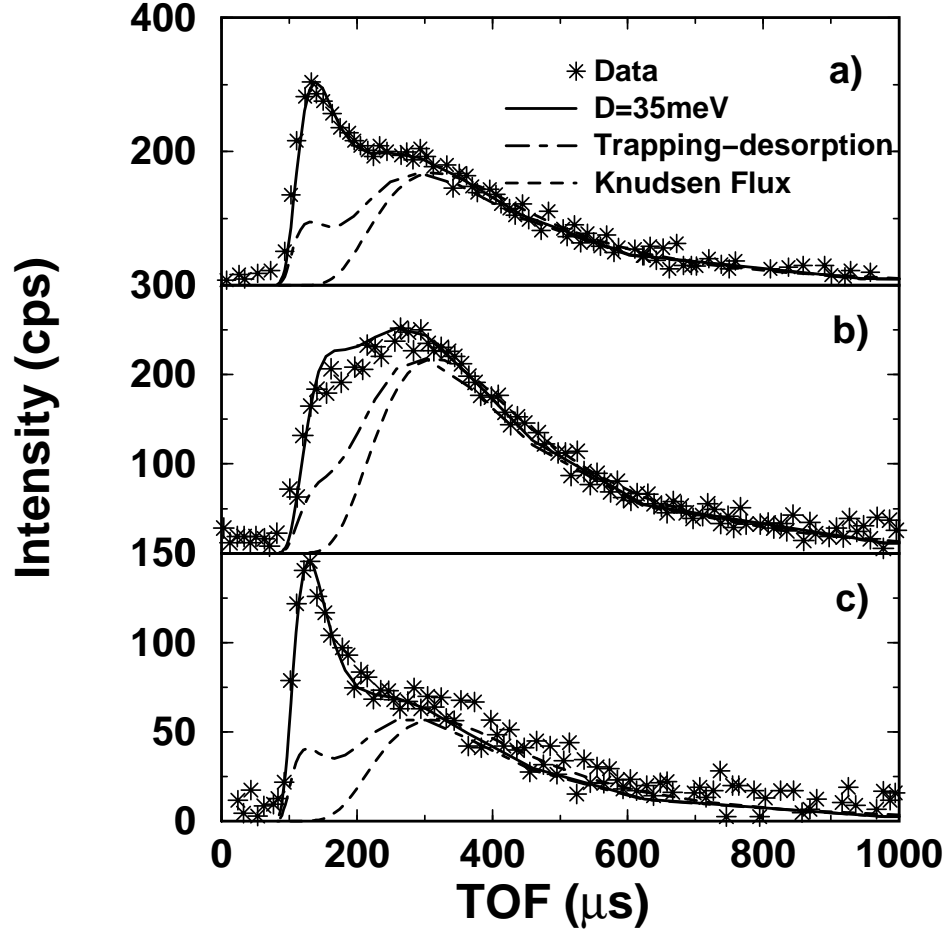 400
a)
Data
D=35meV
200
Trapping−desorption
Knudsen Flux
300
b)
200
100
Intensity (cps)
150
c)
100
50
0
0 200 400 600 800 1000
TOF (μs)